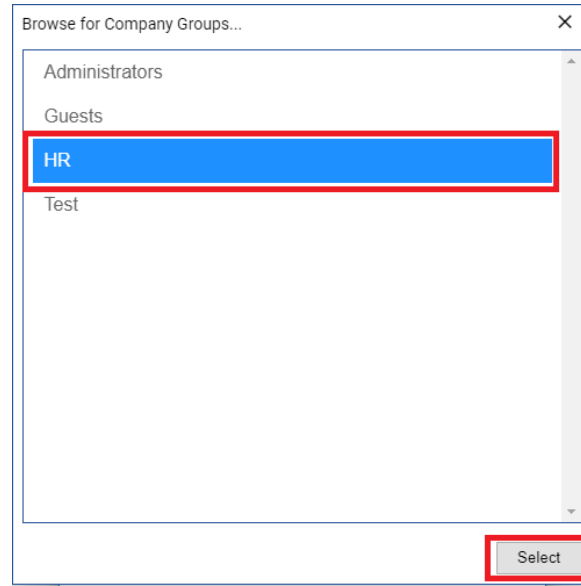 Browse for Company Groups...
Administrators
Guests
HR
Test
Select